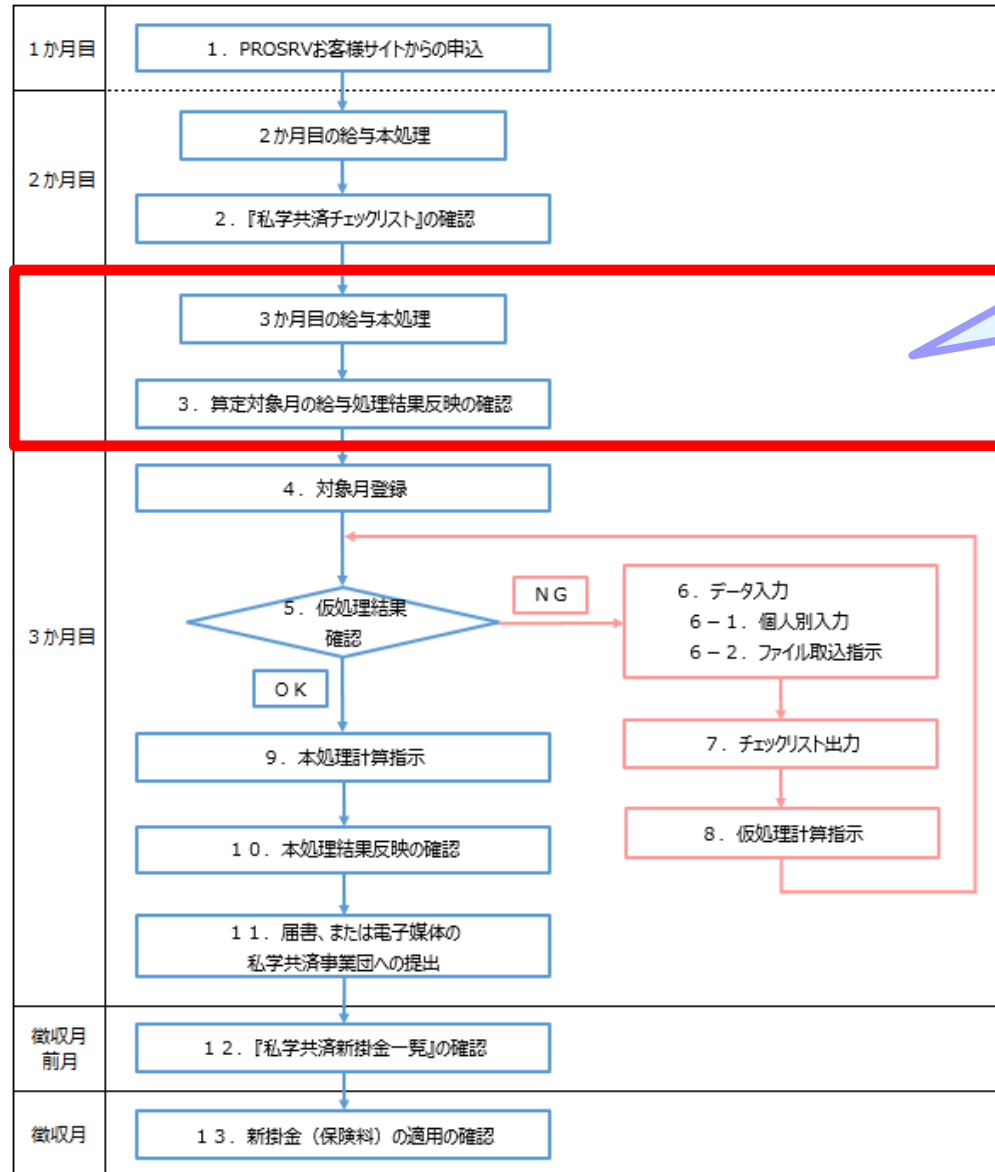 1か月目
1．PROSRVお客様サイトからの申込
2か月目の給与本処理
2か月目
2．『私学共済チェックリスト』の確認
3か月目の給与本処理
3．算定対象月の給与処理結果反映の確認
4．対象月登録
3か月目
5．仮処理結果
確認
NG
6．データ入力
6－1．個人別入力
6－2．ファイル取込指示
OK
9．本処理計算指示
7．チェックリスト出力
10．本処理結果反映の確認
8．仮処理計算指示
11．届書、または電子媒体の
私学共済事業団への提出
徴収月
前月
12．『私学共済新掛金一覧』の確認
徴収月
13．新掛金（保険料）の適用の確認